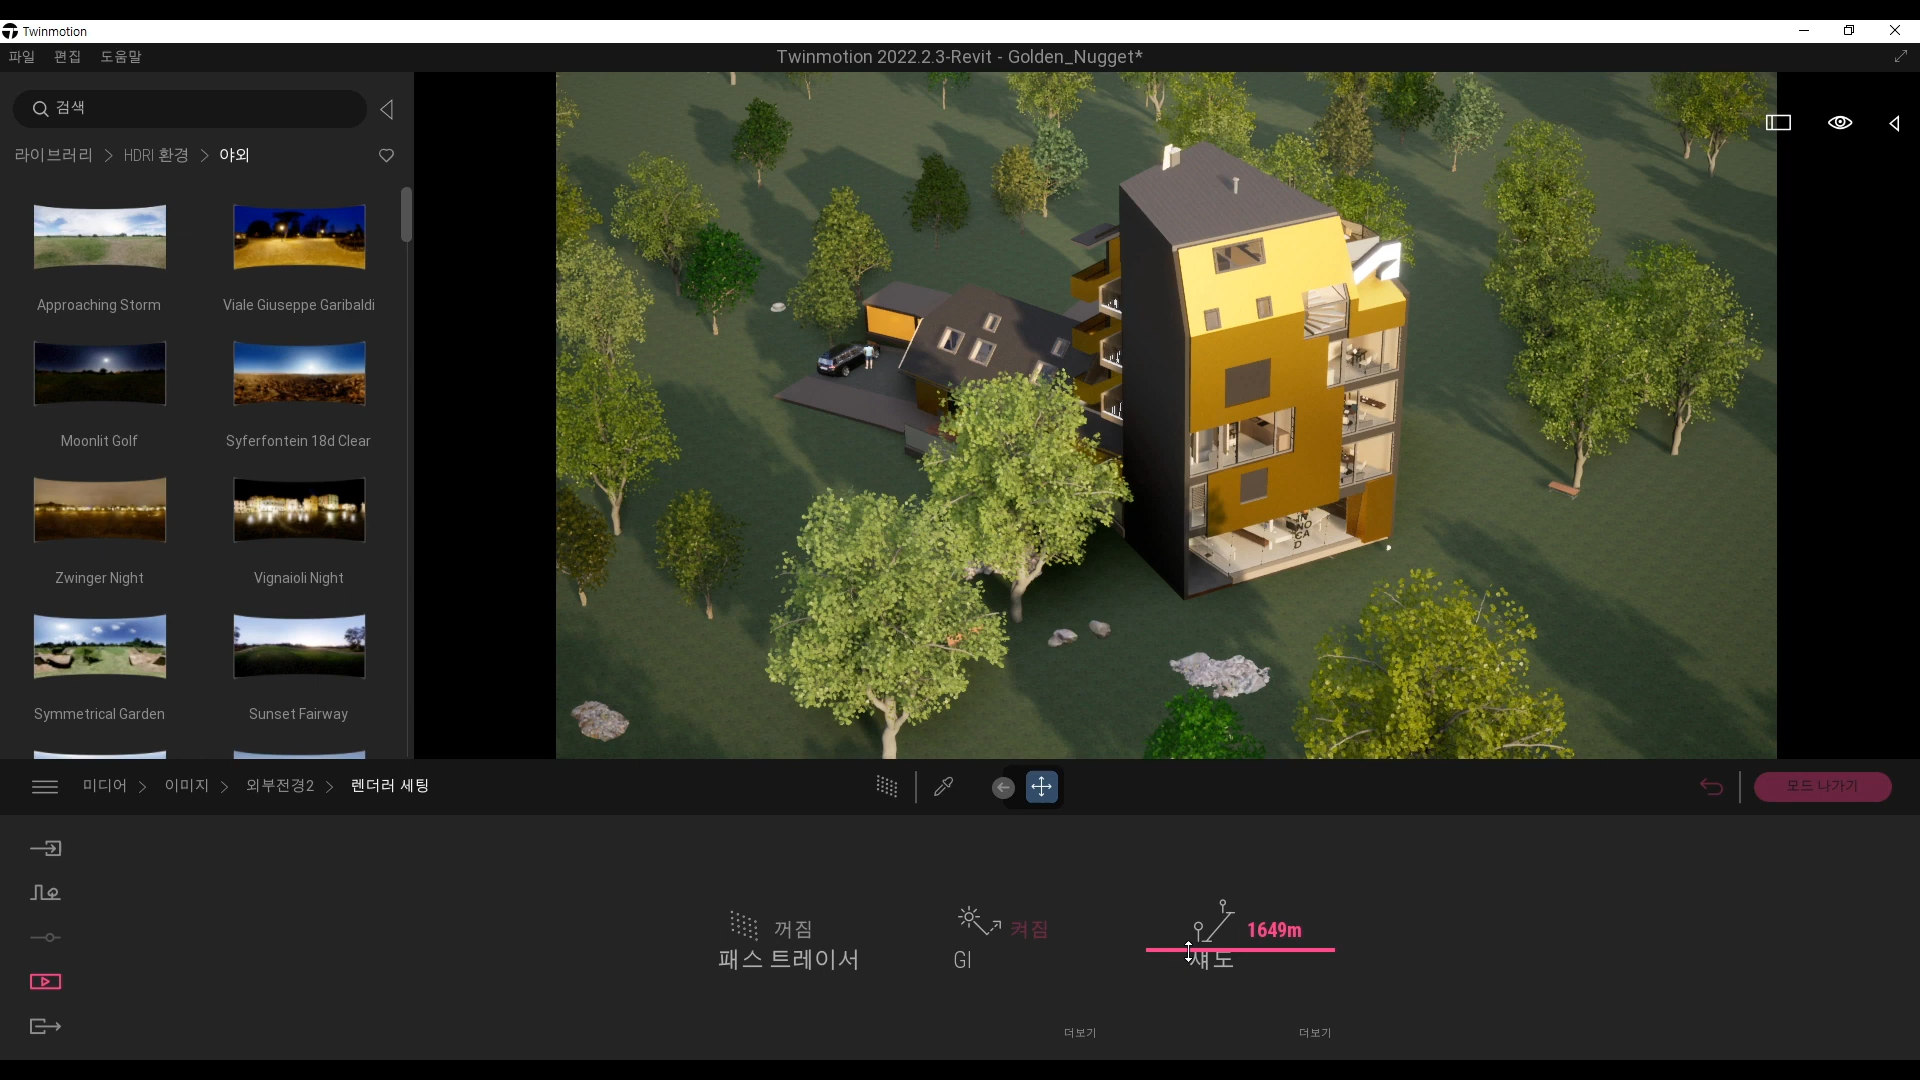 Twinmotion
파일 편집 도움말
Twinmotion 2022.2.3-Revit - Golden_Nugget*
검색
라이브러리 > HDRI 환경 > 야외
Approaching Storm
Viale Giuseppe Garibaldi
Moonlit Golf
Syferfontein 18d Clear
Zwinger Night
Vignaioli Night
Symmetrical Garden
Sunset Fairway
IN
NO
CA
D
미디어 > 이미지 > 외부전경2 > 렌더러 세팅
모드 나가기
꺼짐
패스 트레이서
켜짐
GI
1649m
섀도
더보기
더보기